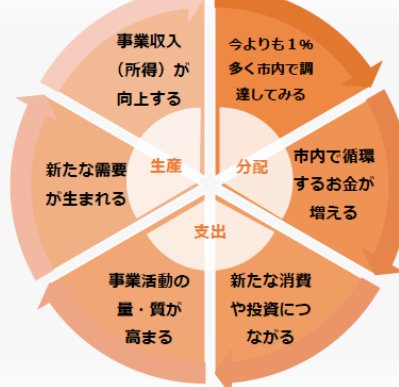 今よりも１％
多く市内で調
達してみる
市内で循環
するお金が
増える
新たな消費
や投資につ
ながる
事業活動の
量・質が
高まる
新たな需要
が生まれる
事業収入
（所得）が
向上する
生産
分配
支出